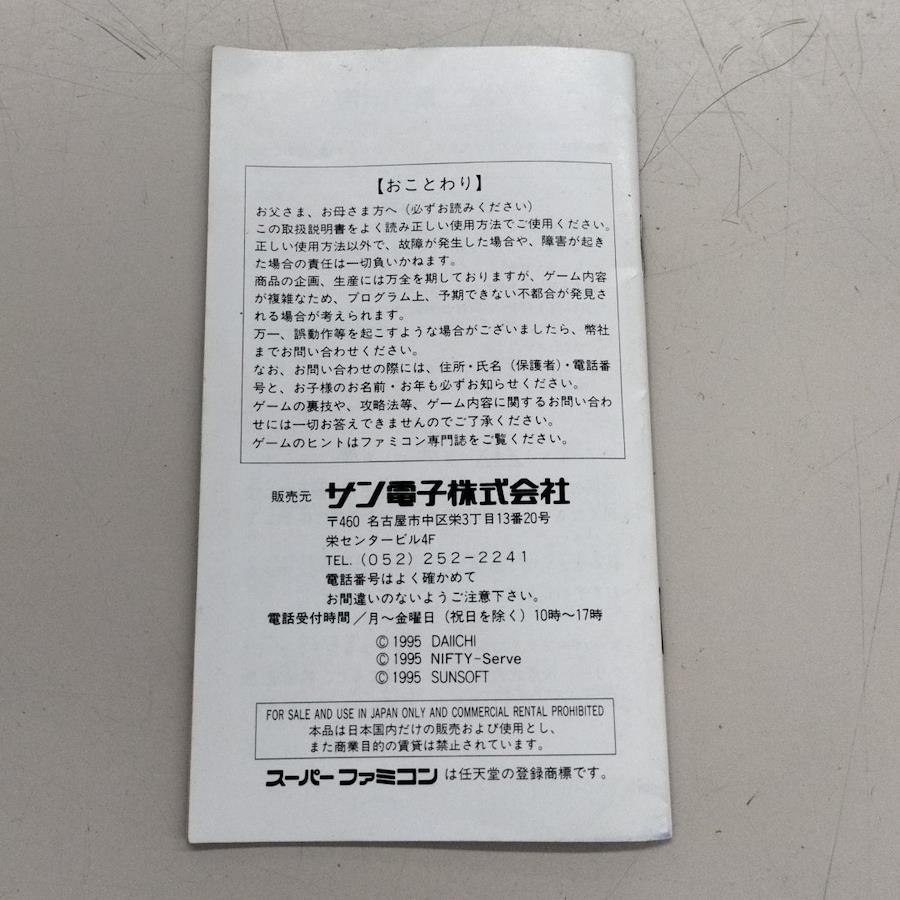 【おことわり】
お父さま、お母さま方へ（必ずお読みください）
この取扱説明書をよく読み正しい使用方法でご使用ください。
正しい使用方法以外で、故障が発生した場合や、障害が起き
た場合の責任は一切負いかねます。
商品の企画、生産には万全を期しておりますが、ゲーム内容
が複雑なため、プログラム上、予期できない不都合が発見さ
れる場合が考えられます。
万一、誤動作等を起こすような場合がございましたら、幣社
までお問い合わせください。
なお、お問い合わせの際には、住所・氏名（保護者）・電話番
号と、お子様のお名前・お年も必ずお知らせください。
ゲームの裏技や、攻略法等、ゲーム内容に関するお問い合わ
せには一切お答えできませんのでご了承ください。
ゲームのヒントはファミコン専門誌をご覧ください。
販売元 サン電子株式会社
〒460 名古屋市中区栄3丁目13番20号
栄センタービル4F
TEL.（052）252－2241
電話番号はよく確かめて
お間違いのないようご注意下さい。
電話受付時間／月～金曜日（祝日を除く）10時～17時
© 1995 DAIICHI
© 1995 NIFTY-Serve
© 1995 SUNSOFT
FOR SALE AND USE IN JAPAN ONLY AND COMMERCIAL RENTAL PROHIBITED
本品は日本国内だけの販売および使用とし、
また商業目的の賃貸は禁止されています。
スーパーファミコン は任天堂の登録商標です。